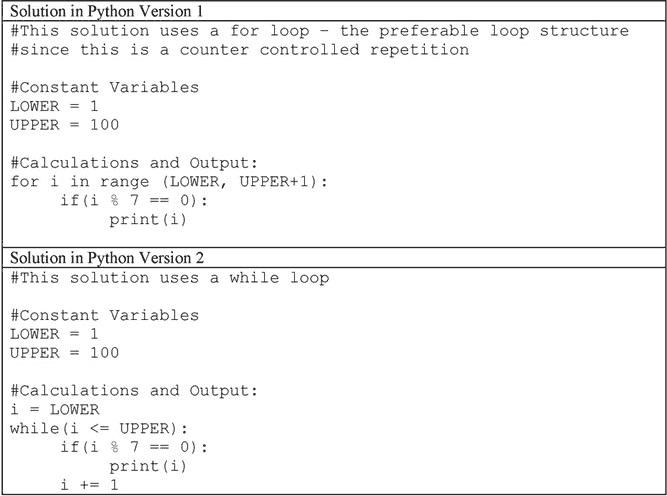 Solution in Python Version 1
#This solution uses a for loop – the preferable loop structure
#since this is a counter controlled repetition
#Constant Variables
LOWER = 1
UPPER = 100
#Calculations and Output:
for i in range (LOWER, UPPER+1):
     if(i % 7 == 0):
          print(i)
Solution in Python Version 2
#This solution uses a while loop
#Constant Variables
LOWER = 1
UPPER = 100
#Calculations and Output:
i = LOWER
while(i <= UPPER):
     if(i % 7 == 0):
          print(i)
     i += 1